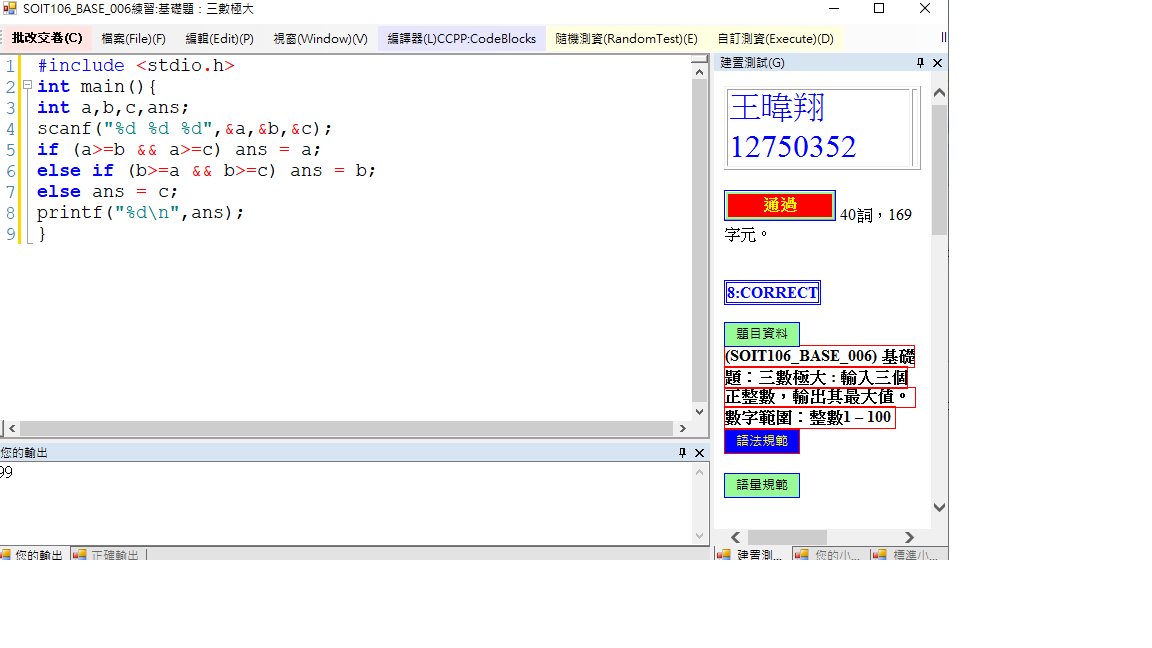 SOIT106_BASE_006練習:基礎題：三數極大
批改交卷(C) 檔案(File)(F) 編輯(Edit)(P) 視窗(Window)(V) 編譯器(L)CCPP:CodeBlocks 隨機測資(RandomTest)(E) 自訂測資(Execute)(D)
1 #include <stdio.h>
2 int main(){
3 int a,b,c,ans;
4 scanf("%d %d %d",&a,&b,&c);
5 if (a>=b && a>=c) ans = a;
6 else if (b>=a && b>=c) ans = b;
7 else ans = c;
8 printf("%d\n",ans);
9 }
您的輸出
99
您的輸出 正確輸出
建置測試(G)
王暐翔
12750352
通過 40詞，169
字元。
8:CORRECT
題目資料
(SOIT106_BASE_006) 基礎
題：三數極大 : 輸入三個
正整數，輸出其最大值。
數字範圍：整數1 – 100
語法規範
語量規範
建置測... 您的小... 標準小...